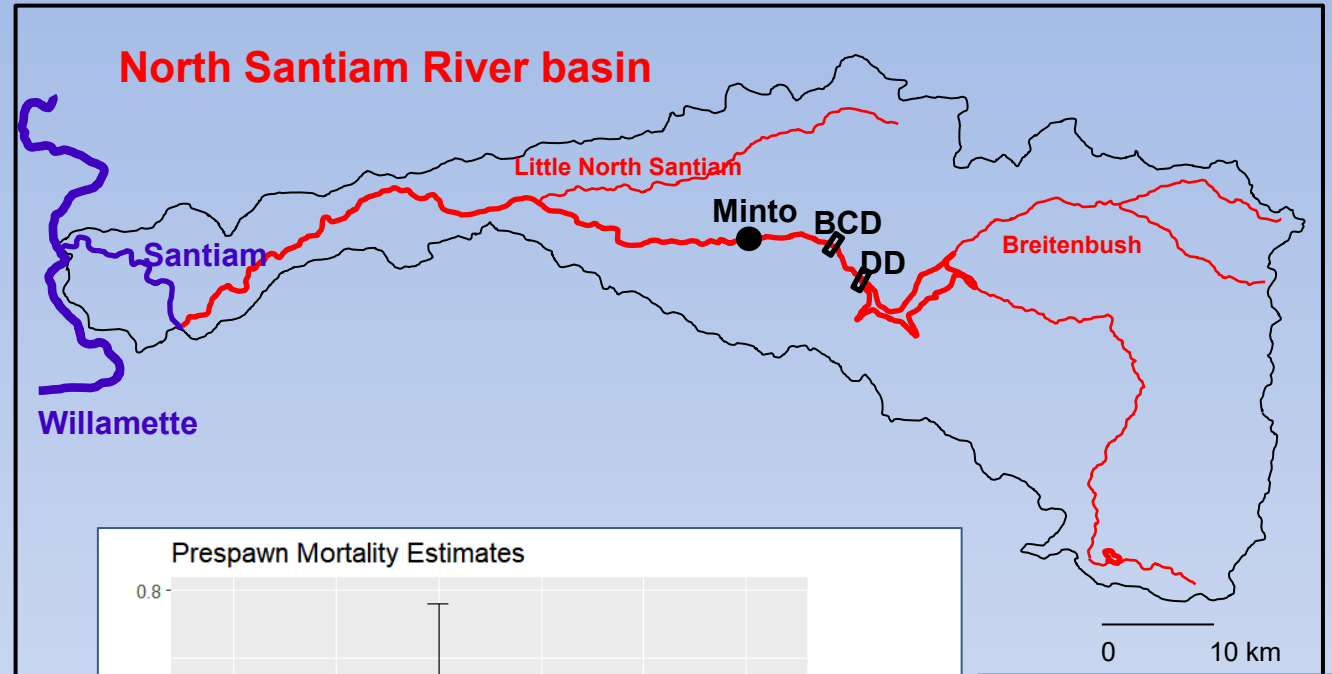 North Santiam River basin
Little North Santiam
Minto
BCD
DD
Santiam
Breitenbush
Willamette
Prespawn Mortality Estimates
0.8
0 10 km